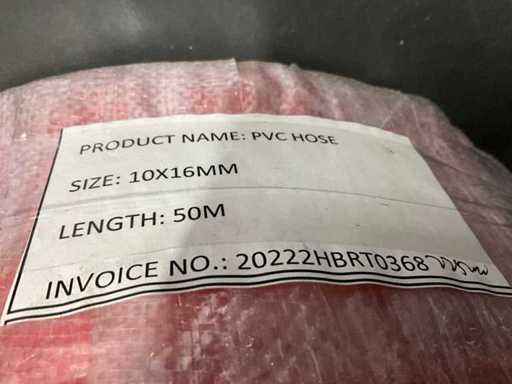 PRODUCT NAME: PVC HOSE
SIZE: 10X16MM
LENGTH: 50M
INVOICE NO.: 20222HBRT0368